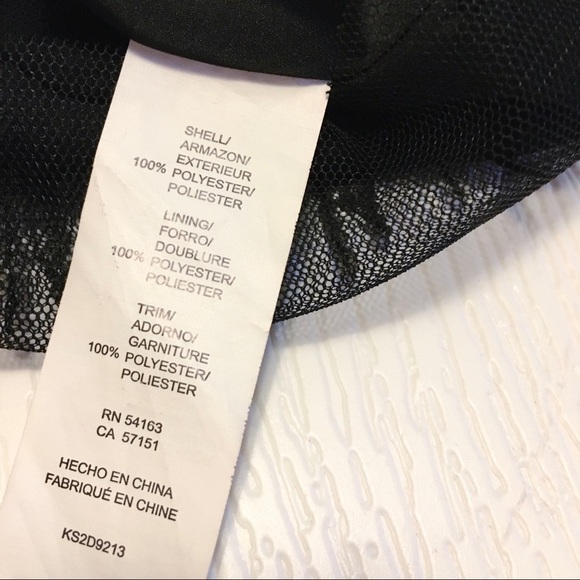 SHELL/
ARMAZON/
EXTERIEUR
100% POLYESTER/
POLIESTER
LINING/
FORRO/
DOUBLURE
100% POLYESTER/
POLIESTER
TRIM/
ADORNO/
GARNITURE
100% POLYESTER/
POLIESTER
RN 54163
CA 57151
HECHO EN CHINA
FABRIQUÉ EN CHINE
KS2D9213